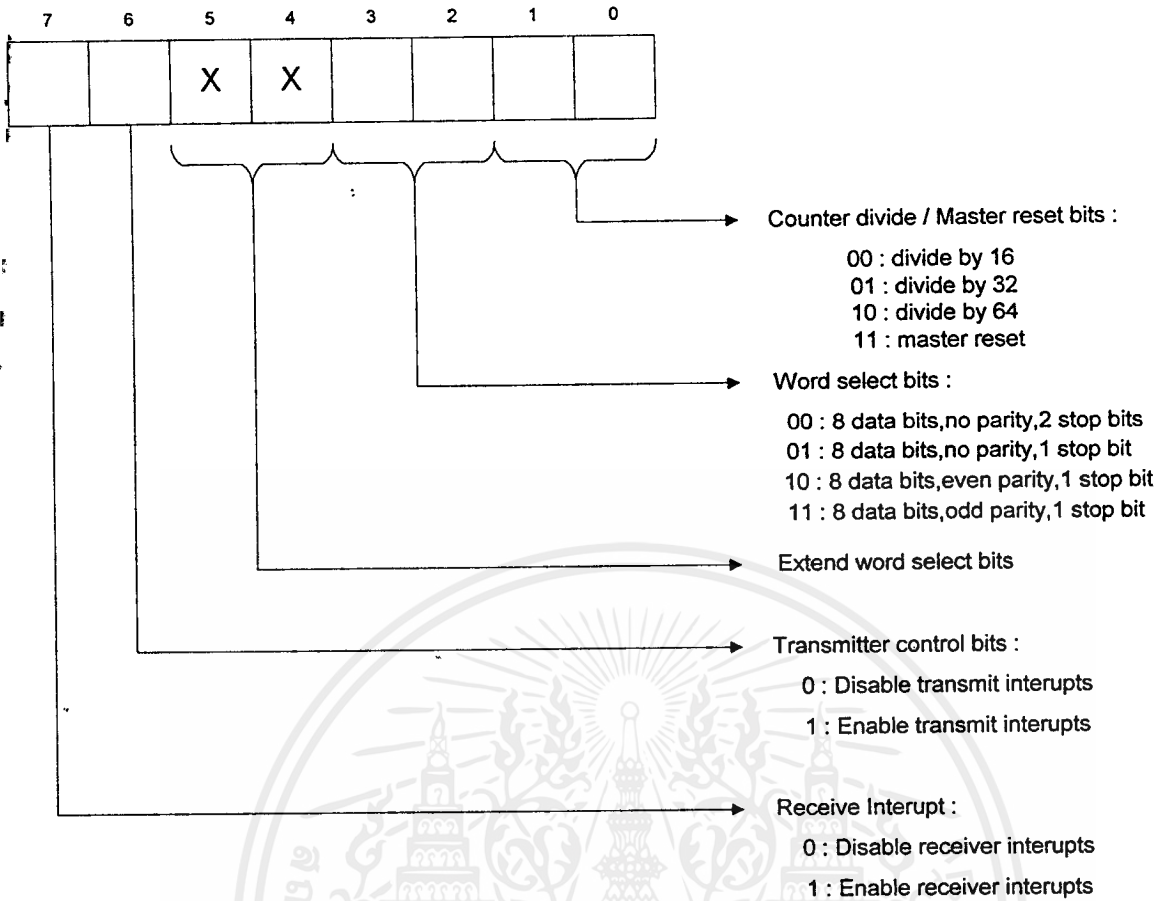 7 6 5 4 3 2 1 0
X X
Counter divide / Master reset bits :
00 : divide by 16
01 : divide by 32
10 : divide by 64
11 : master reset
Word select bits :
00 : 8 data bits,no parity,2 stop bits
01 : 8 data bits,no parity,1 stop bit
10 : 8 data bits,even parity,1 stop bit
11 : 8 data bits,odd parity,1 stop bit
Extend word select bits
Transmitter control bits :
0 : Disable transmit interupts
1 : Enable transmit interupts
Receive Interupt :
0 : Disable receiver interupts
1 : Enable receiver interupts